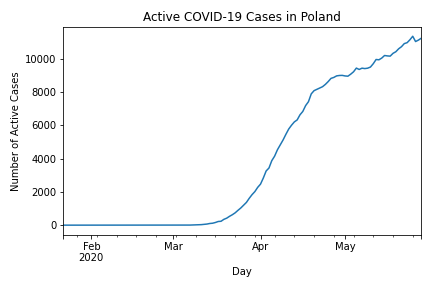 Active COVID-19 Cases in Poland
Number of Active Cases
10000
8000
6000
4000
2000
0
Feb
2020
Mar
Apr
May
Day